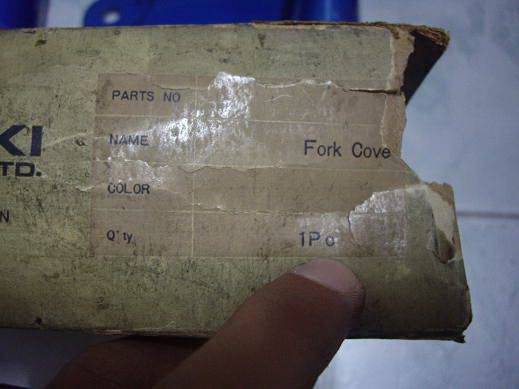 PARTS NO
KI
NAME Fork Cove
TD.
COLOR
N
Q'ty 1Pc